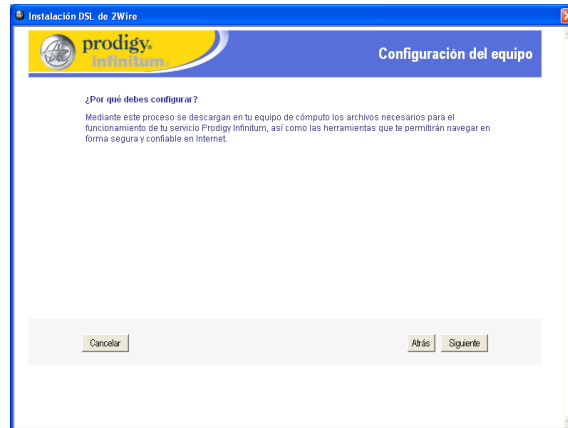 Instalación DSL de 2Wire
prodigy.
infinitum.
Configuración del equipo
¿Por qué debes configurar?
Mediante este proceso se descargan en tu equipo de cómputo los archivos necesarios para el
funcionamiento de tu servicio Prodigy Infinitum, así como las herramientas que te permitirán navegar en
forma segura y confiable en Internet.
Cancelar
Atrás
Siguiente